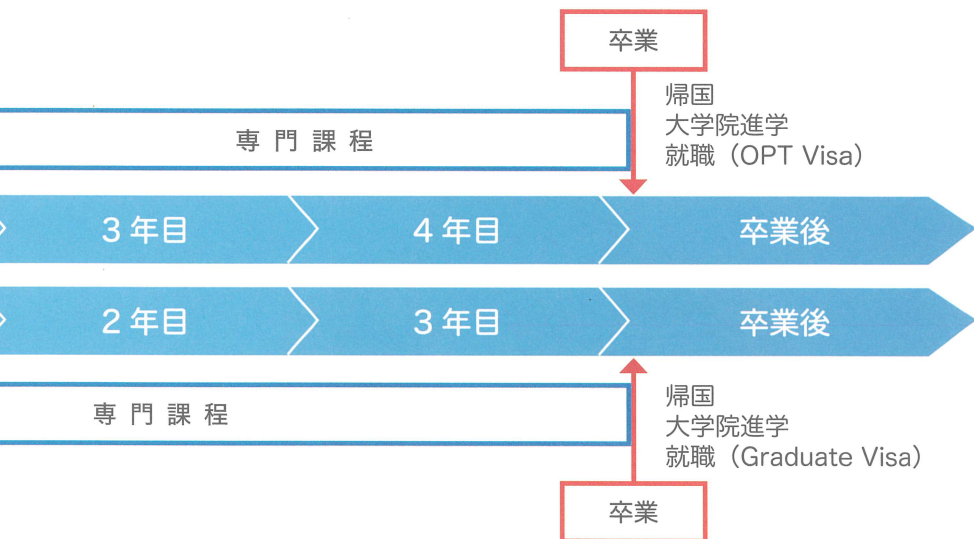 卒業
帰国
大学院進学
就職（OPT Visa）
専門課程
3年目
4年目
卒業後
2年目
3年目
卒業後
専門課程
帰国
大学院進学
就職（Graduate Visa）
卒業